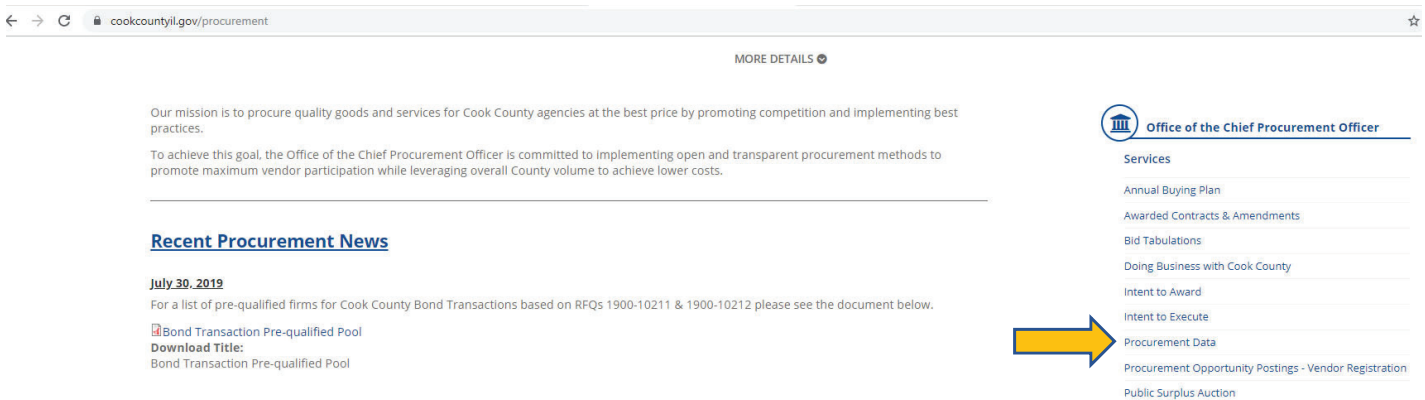 cookcountyil.gov/procurement
MORE DETAILS
Our mission is to procure quality goods and services for Cook County agencies at the best price by promoting competition and implementing best
practices.
To achieve this goal, the Office of the Chief Procurement Officer is committed to implementing open and transparent procurement methods to
promote maximum vendor participation while leveraging overall County volume to achieve lower costs.
Recent Procurement News
July 30, 2019
For a list of pre-qualified firms for Cook County Bond Transactions based on RFQs 1900-10211 & 1900-10212 please see the document below.
Bond Transaction Pre-qualified Pool
Download Title:
Bond Transaction Pre-qualified Pool
Office of the Chief Procurement Officer
Services
Annual Buying Plan
Awarded Contracts & Amendments
Bid Tabulations
Doing Business with Cook County
Intent to Award
Intent to Execute
Procurement Data
Procurement Opportunity Postings - Vendor Registration
Public Surplus Auction